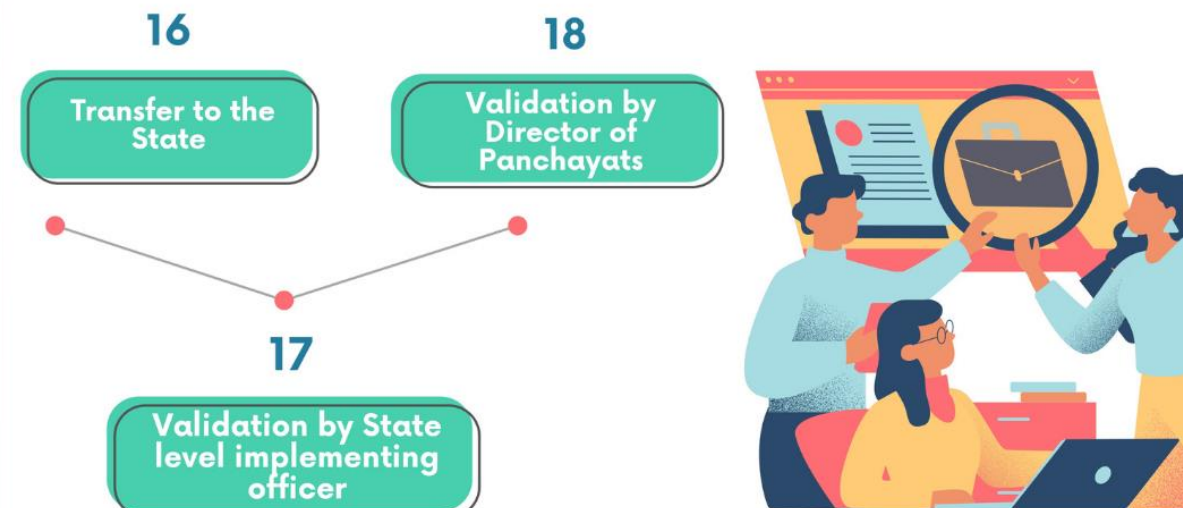 16
Transfer to the
State
18
Validation by
Director of
Panchayats
17
Validation by State
level implementing
officer